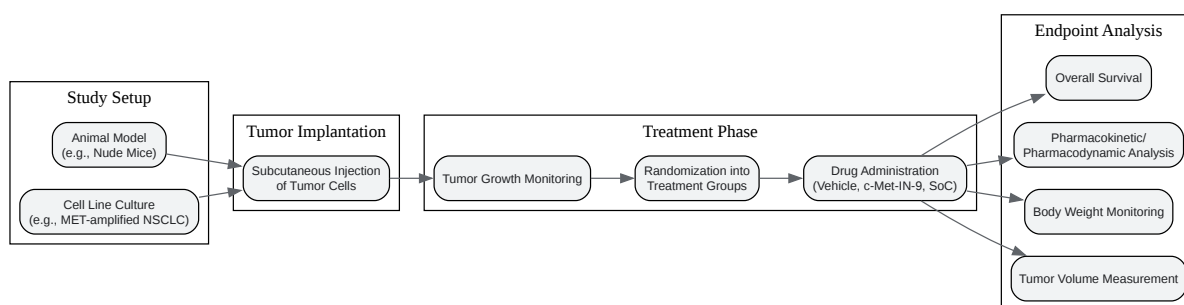 Study Setup
Animal Model
(e.g., Nude Mice)
Cell Line Culture
(e.g., MET-amplified NSCLC)
Tumor Implantation
Subcutaneous Injection
of Tumor Cells
Treatment Phase
Tumor Growth Monitoring
Randomization into
Treatment Groups
Drug Administration
(Vehicle, c-Met-IN-9, SoC)
Endpoint Analysis
Overall Survival
Pharmacokinetic/
Pharmacodynamic Analysis
Body Weight Monitoring
Tumor Volume Measurement